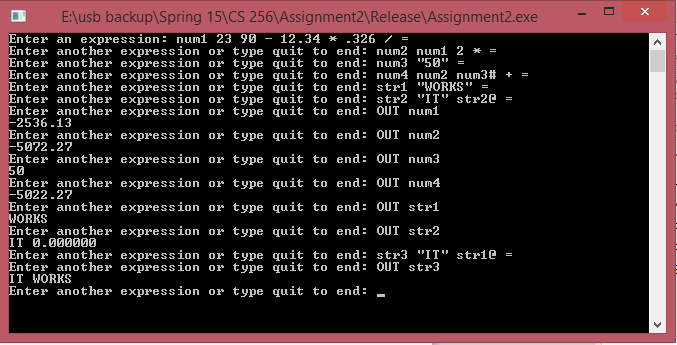 E:\usb backup\Spring 15\CS 256\Assignment2\Release\Assignment2.exe
Enter an expression: num1 23 90 - 12.34 * .326 / =
Enter another expression or type quit to end: num2 num1 2 * =
Enter another expression or type quit to end: num3 "50" =
Enter another expression or type quit to end: num4 num2 num3# + =
Enter another expression or type quit to end: str1 "WORKS" =
Enter another expression or type quit to end: str2 "IT" str2@ =
Enter another expression or type quit to end: OUT num1
-2536.13
Enter another expression or type quit to end: OUT num2
-5072.27
Enter another expression or type quit to end: OUT num3
50
Enter another expression or type quit to end: OUT num4
-5022.27
Enter another expression or type quit to end: OUT str1
WORKS
Enter another expression or type quit to end: OUT str2
IT 0.000000
Enter another expression or type quit to end: str3 "IT" str1@ =
Enter another expression or type quit to end: OUT str3
IT WORKS
Enter another expression or type quit to end: _